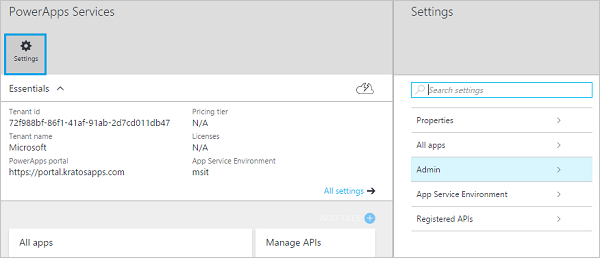 PowerApps Services
Settings
Essentials
Tenant id
72f988bf-86f1-41af-91ab-2d7cd011db47
Tenant name
Microsoft
PowerApps portal
https://portal.kratosapps.com
Pricing tier
N/A
Licenses
N/A
App Service Environment
msit
All settings
Add tiles
All apps
Manage APIs
Settings
Search settings
Properties
All apps
Admin
App Service Environment
Registered APIs